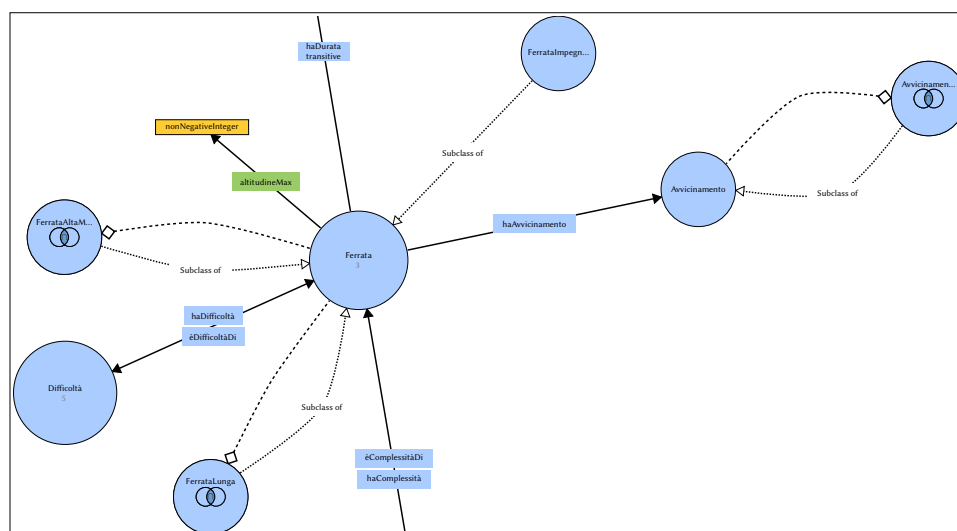 haDurata
transitive
FerrataImpegn...
Avvicinamen...
nonNegativeInteger
Subclass of
altitudineMax
Avvicinamento
Subclass of
FerrataAltaM...
haAvvicinamento
Ferrata
3
Subclass of
haDifficoltà
èDifficoltàDi
Difficoltà
5
Subclass of
èComplessitàDi
haComplessità
FerrataLunga